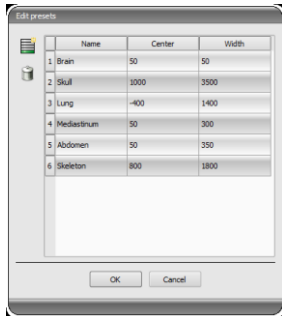 Edit presets
Name Center Width
1 Brain 50 50
2 Skull 1000 3500
3 Lung -400 1400
4 Mediastinum 50 300
5 Abdomen 50 350
6 Skeleton 800 1800
OK Cancel